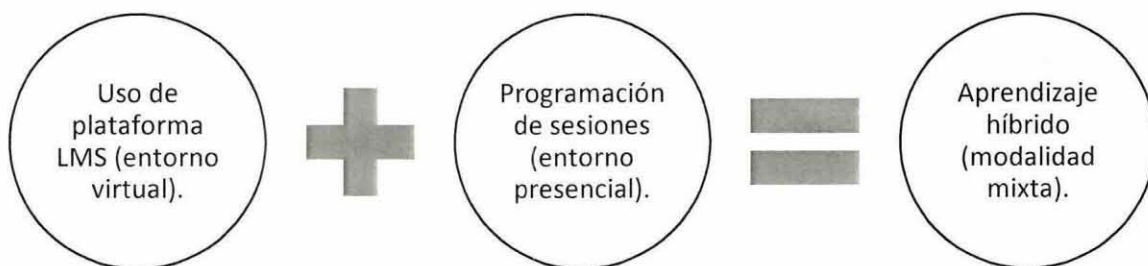 Uso de
plataforma
LMS (entorno
virtual).
Programación
de sesiones
(entorno
presencial).
Aprendizaje
híbrido
(modalidad
mixta).